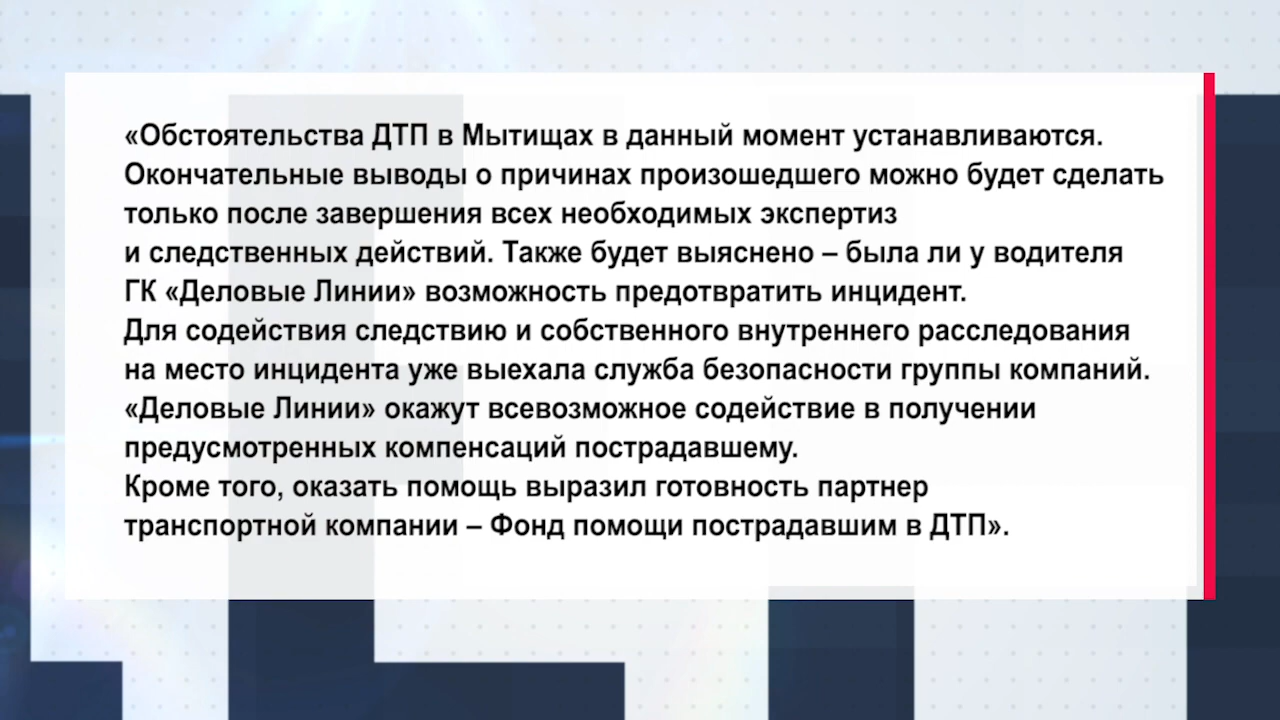 «Обстоятельства ДТП в Мытищах в данный момент устанавливаются.
Окончательные выводы о причинах произошедшего можно будет сделать
только после завершения всех необходимых экспертиз
и следственных действий. Также будет выяснено – была ли у водителя
ГК «Деловые Линии» возможность предотвратить инцидент.
Для содействия следствию и собственного внутреннего расследования
на место инцидента уже выехала служба безопасности группы компаний.
«Деловые Линии» окажут всевозможное содействие в получении
предусмотренных компенсаций пострадавшему.
Кроме того, оказать помощь выразил готовность партнер
транспортной компании – Фонд помощи пострадавшим в ДТП».